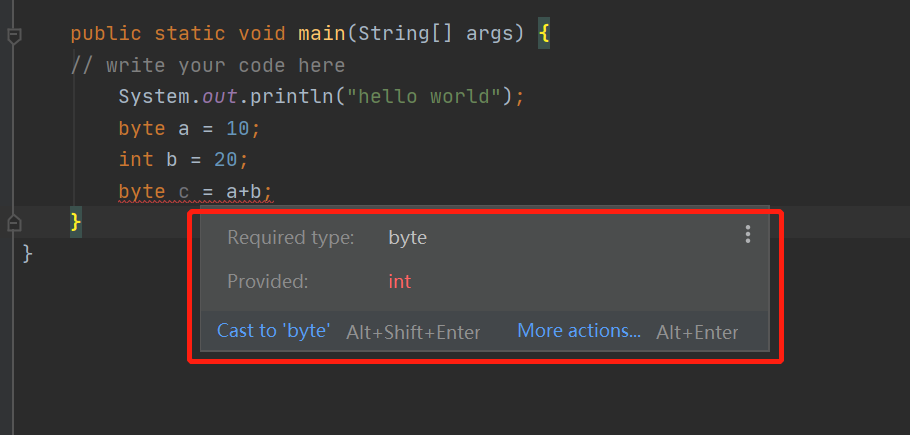 public static void main(String[] args) {
// write your code here
System.out.println("hello world");
byte a = 10;
int b = 20;
byte c = a+b;
}
}
Required type: byte
Provided: int
Cast to 'byte' Alt+Shift+Enter More actions... Alt+Enter